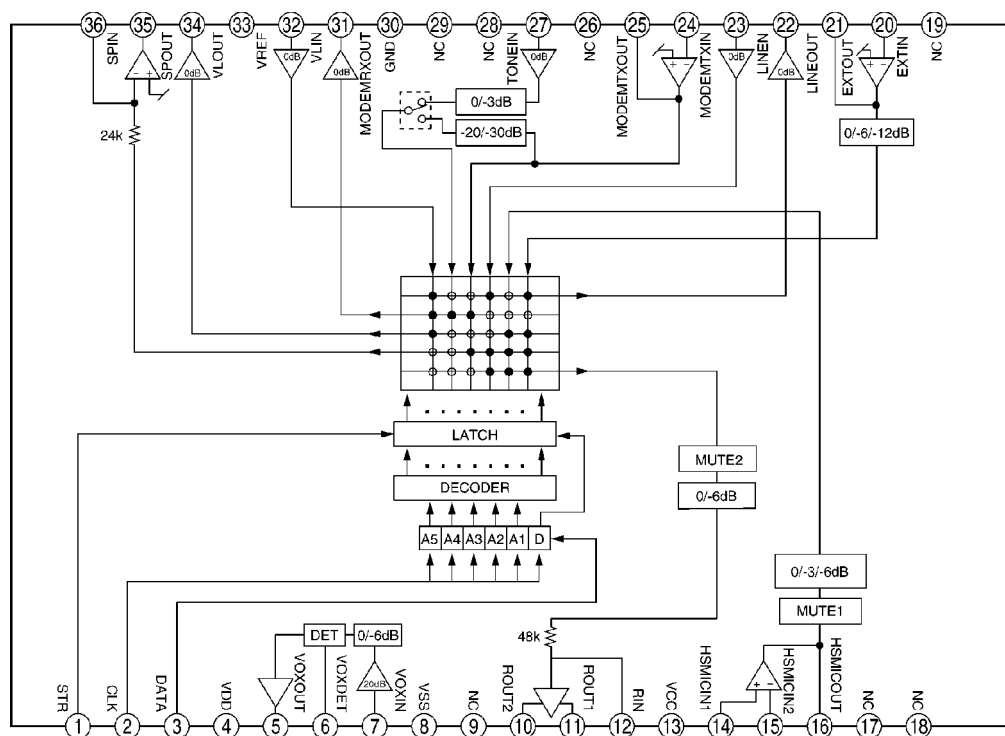 36 35 34 33 32 31 30 29 28 27 26 25 24 23 22 21 20 19
SPIN
SPOUT
VLOUT
VREF
VLIN
MODEMRXOUT
GND
NC
NC
TONEIN
NC
MODEMTXOUT
MODEMTXIN
LINEN
LINEOUT
EXTOUT
EXTIN
NC
- +
0dB
0dB
0dB
0dB
+ -
0dB
0dB
+ -
0/-3dB
-20/-30dB
0/-6/-12dB
24k
LATCH
DECODER
A5 A4 A3 A2 A1 D
MUTE2
0/-6dB
0/-3/-6dB
MUTE1
48k
DET
0/-6dB
20dB
+ -
STR
CLK
DATA
VDD
VOXOUT
VOXDET
VOXIN
VSS
NC
ROUT2
ROUT1
RIN
VCC
HSMICIN1
HSMICIN2
HSMICOUT
NC
NC
1 2 3 4 5 6 7 8 9 10 11 12 13 14 15 16 17 18